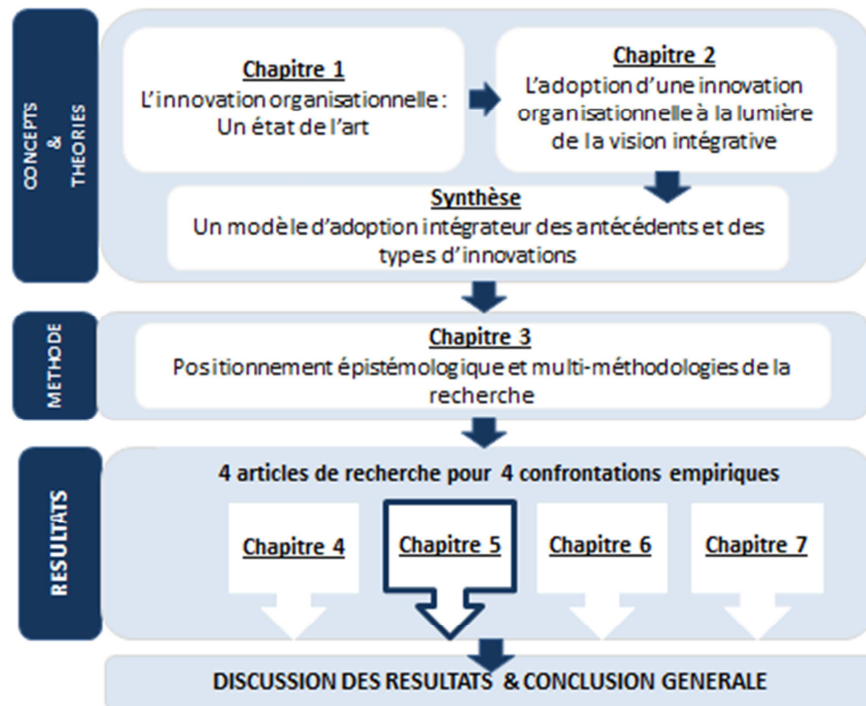 CONCEPTS
&
THEORIES
Chapitre 1
L'innovation organisationnelle :
Un état de l'art
Chapitre 2
L'adoption d'une innovation
organisationnelle à la lumière
de la vision intégrative
Synthèse
Un modèle d'adoption intégrateur des antécédents et des
types d'innovations
METHODE
Chapitre 3
Positionnement épistémologique et multi-méthodologies de la
recherche
RESULTATS
4 articles de recherche pour 4 confrontations empiriques
Chapitre 4
Chapitre 5
Chapitre 6
Chapitre 7
DISCUSSION DES RESULTATS & CONCLUSION GENERALE